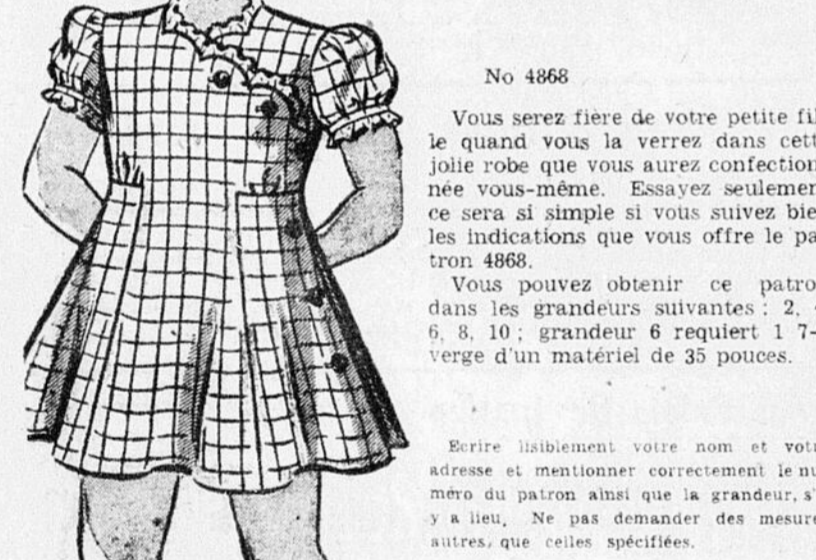 No 4868
Vous serez fière de votre petite fil
le quand vous la verrez dans cett
jolie robe que vous aurez confection
née vous-même. Essayez seulemen
ce sera si simple si vous suivez bie
les indications que vous offre le pa
tron 4868.
Vous pouvez obtenir ce patro
dans les grandeurs suivantes : 2,
6, 8, 10 ; grandeur 6 requiert 1 7-
verge d'un matériel de 35 pouces.
Ecrire lisiblement votre nom et votr
adresse et mentionner correctement le nu
méro du patron ainsi que la grandeur, s'
y a lieu. Ne pas demander des mesure
autres, que celles spécifiées.